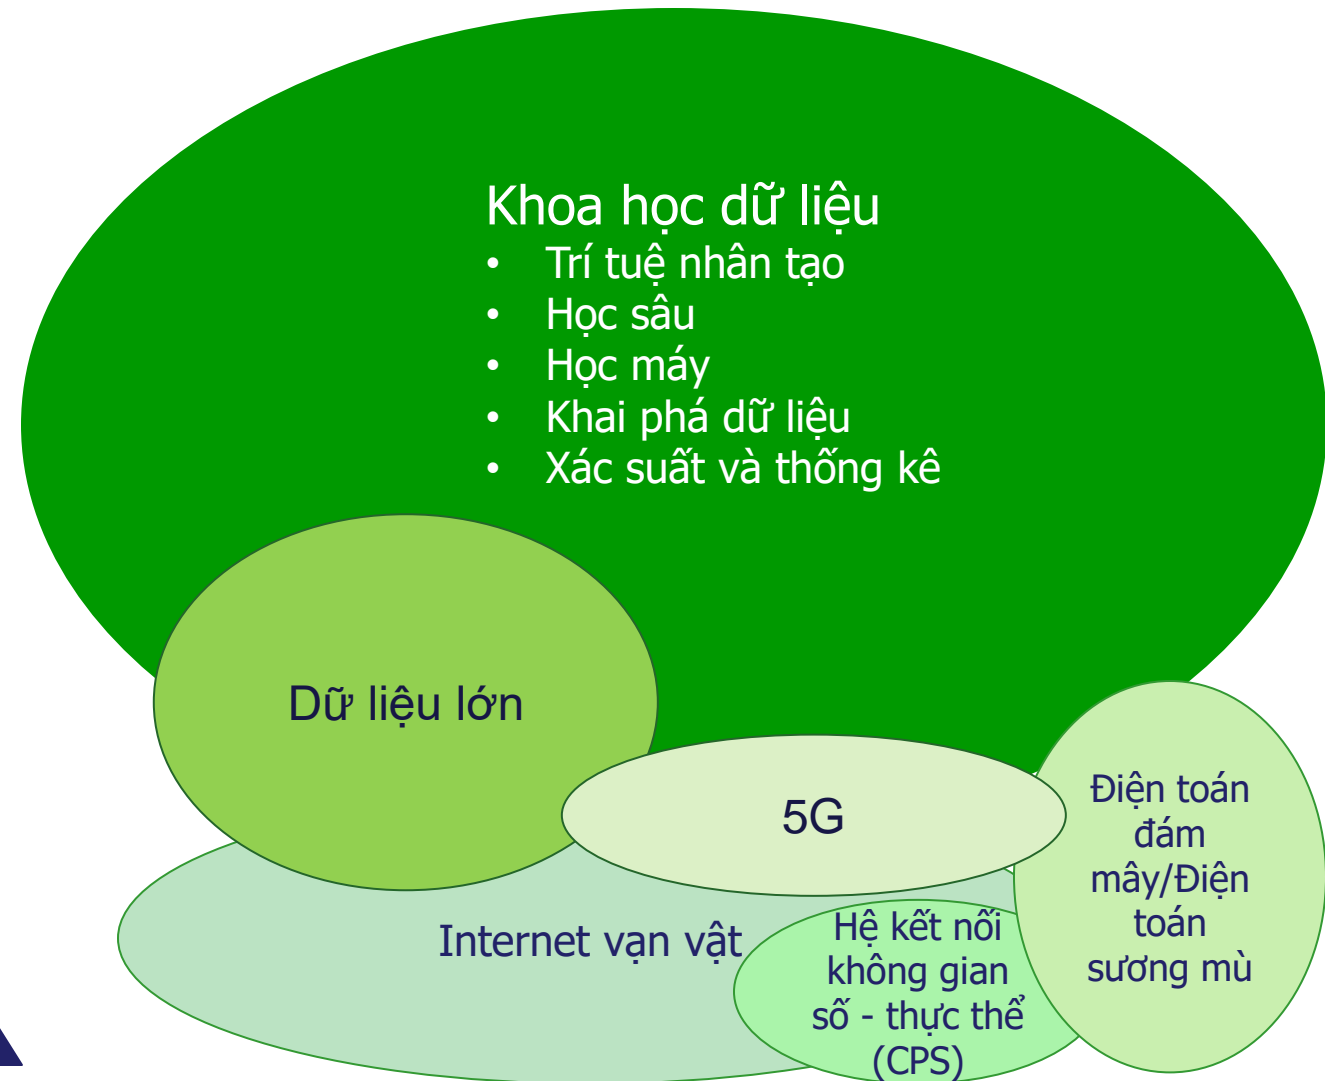 Khoa học dữ liệu
• Trí tuệ nhân tạo
• Học sâu
• Học máy
• Khai phá dữ liệu
• Xác suất và thống kê
Dữ liệu lớn
5G
Điện toán
đám
mây/Điện
toán
sương mù
Internet vạn vật
Hệ kết nối
không gian
số - thực thể
(CPS)